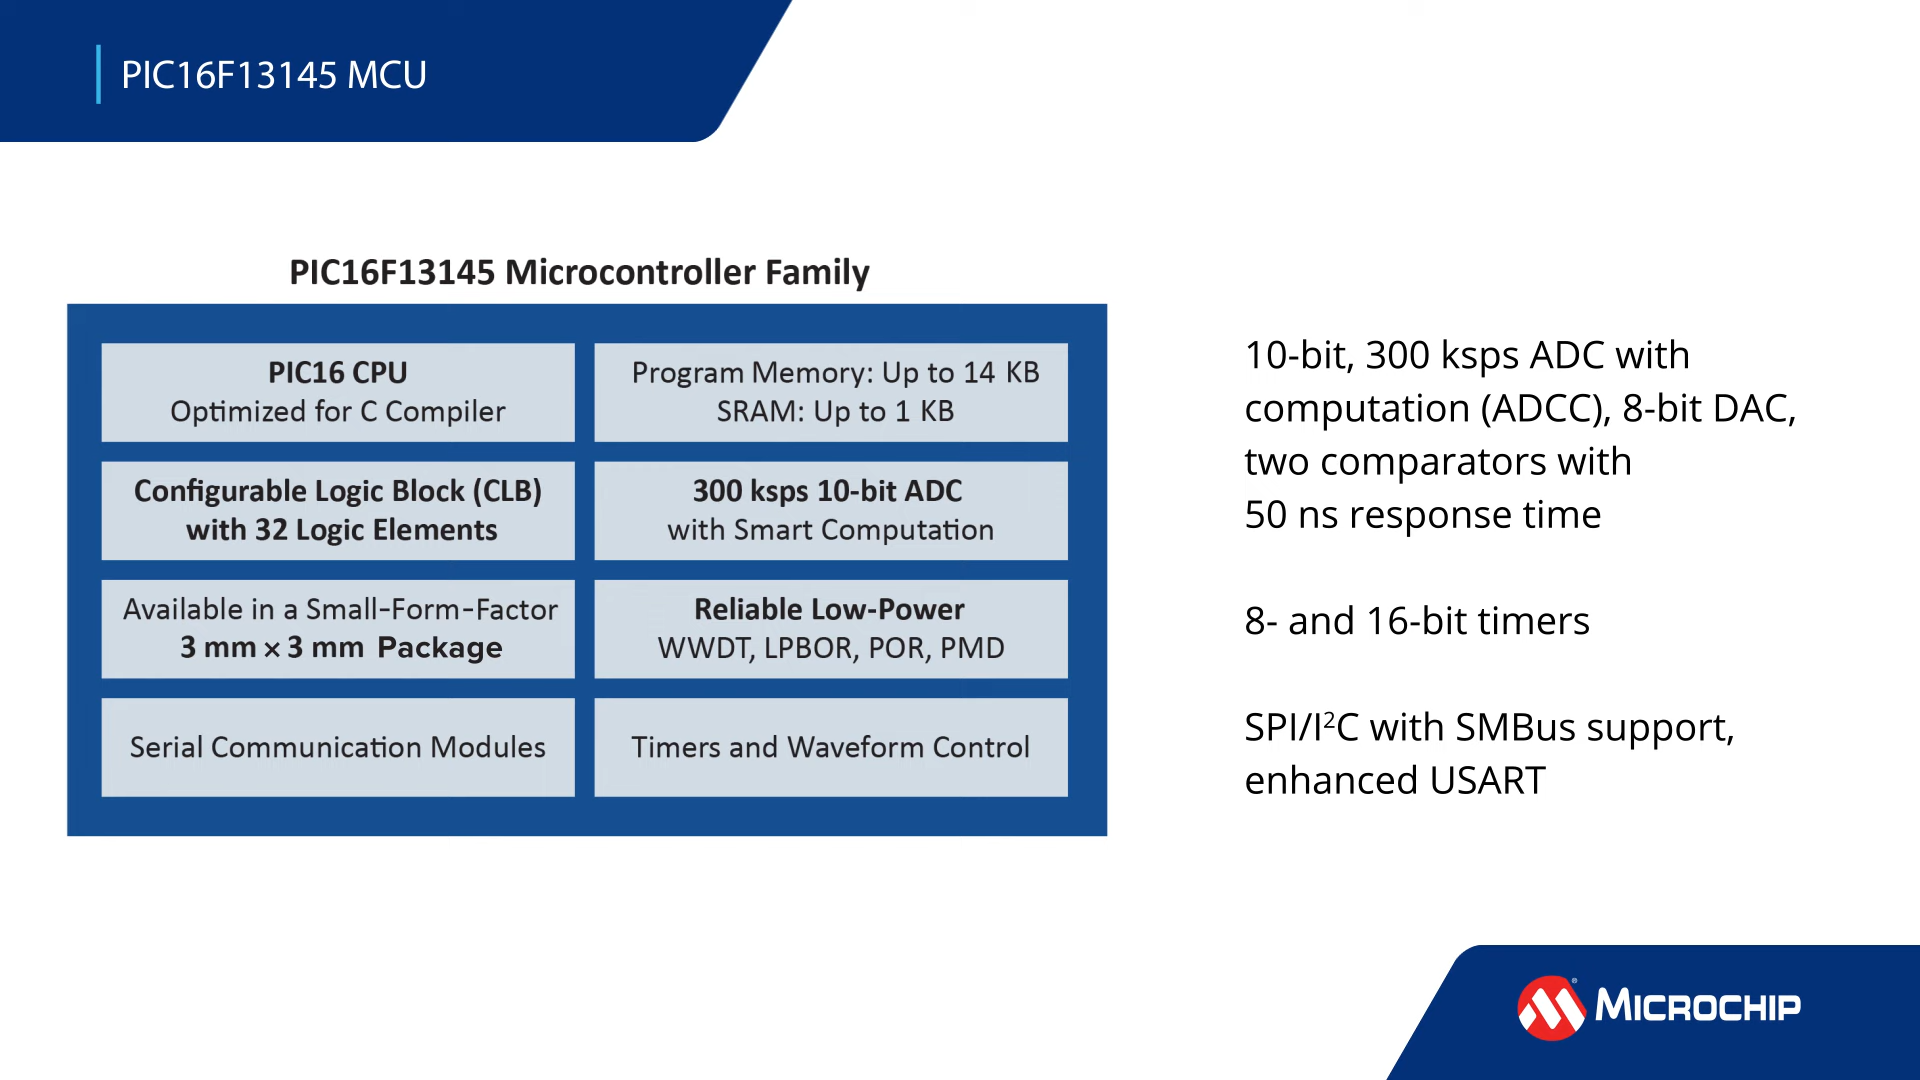 PIC16F13145 MCU
PIC16F13145 Microcontroller Family
PIC16 CPU
Optimized for C Compiler
Program Memory: Up to 14 KB
SRAM: Up to 1 KB
Configurable Logic Block (CLB)
with 32 Logic Elements
300 ksps 10-bit ADC
with Smart Computation
Available in a Small-Form-Factor
3 mm × 3 mm Package
Reliable Low-Power
WWDT, LPBOR, POR, PMD
Serial Communication Modules
Timers and Waveform Control
10-bit, 300 ksps ADC with
computation (ADCC), 8-bit DAC,
two comparators with
50 ns response time
8- and 16-bit timers
SPI/I²C with SMBus support,
enhanced USART
® MICROCHIP